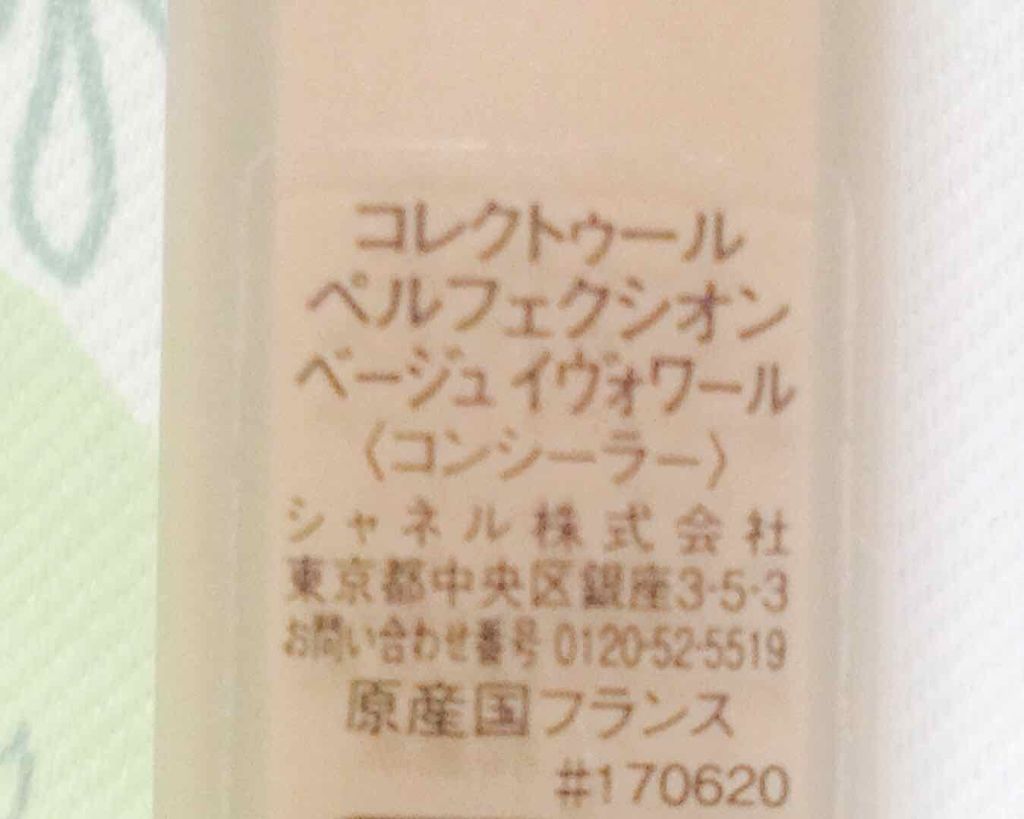 コレクトゥール
ペルフェクシオン
ベージュ イヴォワール
〈コンシーラー〉
シャネル株式会社
東京都中央区銀座3-5-3
お問い合わせ番号 0120-52-5519
原産国フランス
#170620